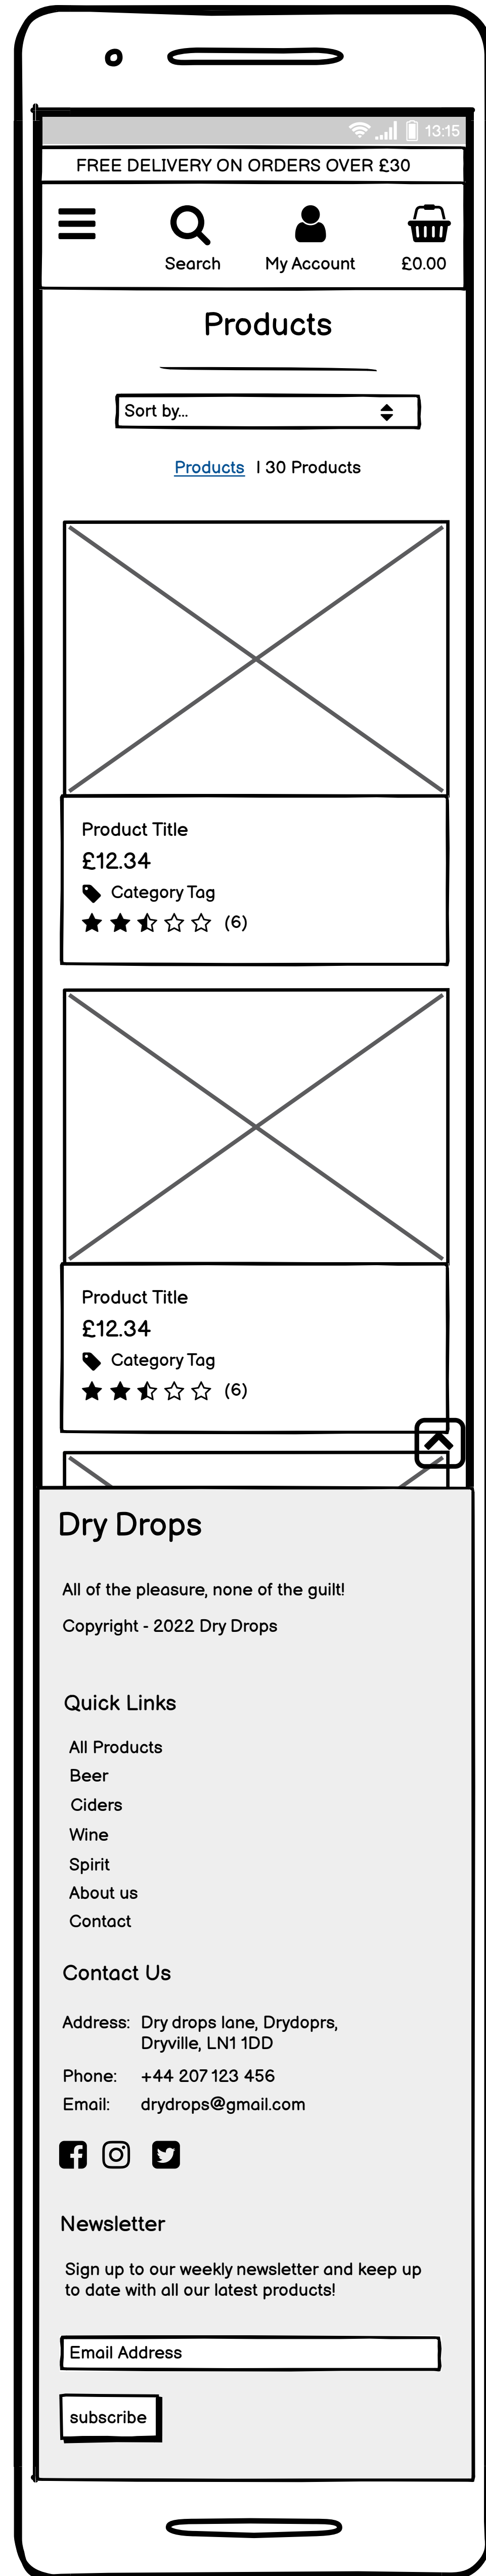 13:15
FREE DELIVERY ON ORDERS OVER £30
Search My Account £0.00
Products
Sort by...
Products | 30 Products
Product Title
£12.34
Category Tag
(6)
Product Title
£12.34
Category Tag
(6)
Dry Drops
All of the pleasure, none of the guilt!
Copyright - 2022 Dry Drops
Quick Links
All Products
Beer
Ciders
Wine
Spirit
About us
Contact
Contact Us
Address: Dry drops lane, Drydoprs,
Dryville, LN1 1DD
Phone: +44 207 123 456
Email: drydrops@gmail.com
Newsletter
Sign up to our weekly newsletter and keep up
to date with all our latest products!
Email Address
subscribe